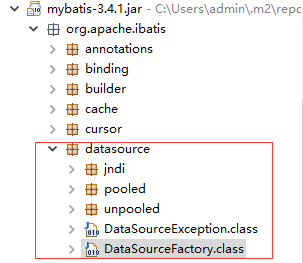 mybatis-3.4.1.jar - C:\Users\admin\.m2\repo
org.apache.ibatis
annotations
binding
builder
cache
cursor
datasource
jndi
pooled
unpooled
DataSourceException.class
DataSourceFactory.class